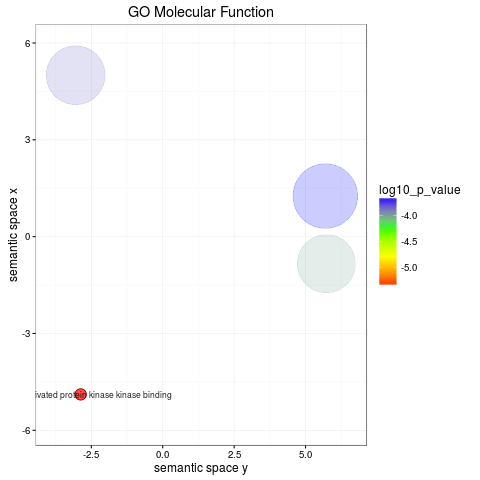 GO Molecular Function
6
3
0
-3
-6
semantic space x
ivated protein kinase kinase binding
-2.5
0.0
2.5
5.0
semantic space y
log10_p_value
-4.0
-4.5
-5.0